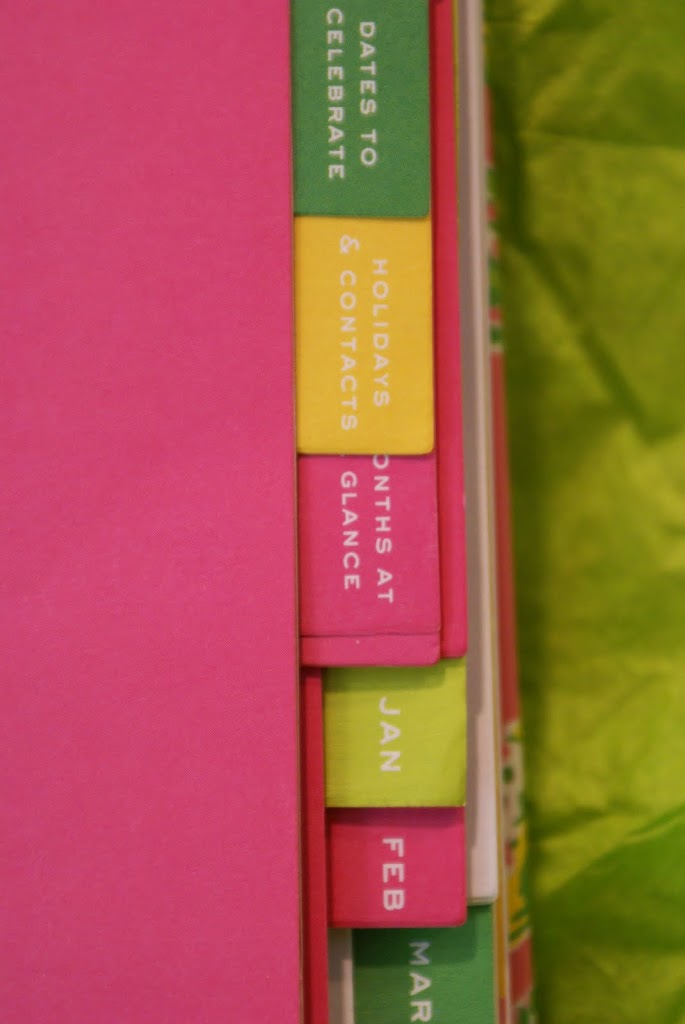 DATES TO
CELEBRATE
HOLIDAYS
& CONTACTS
ONTHS AT
GLANCE
JAN
FEB
MAR